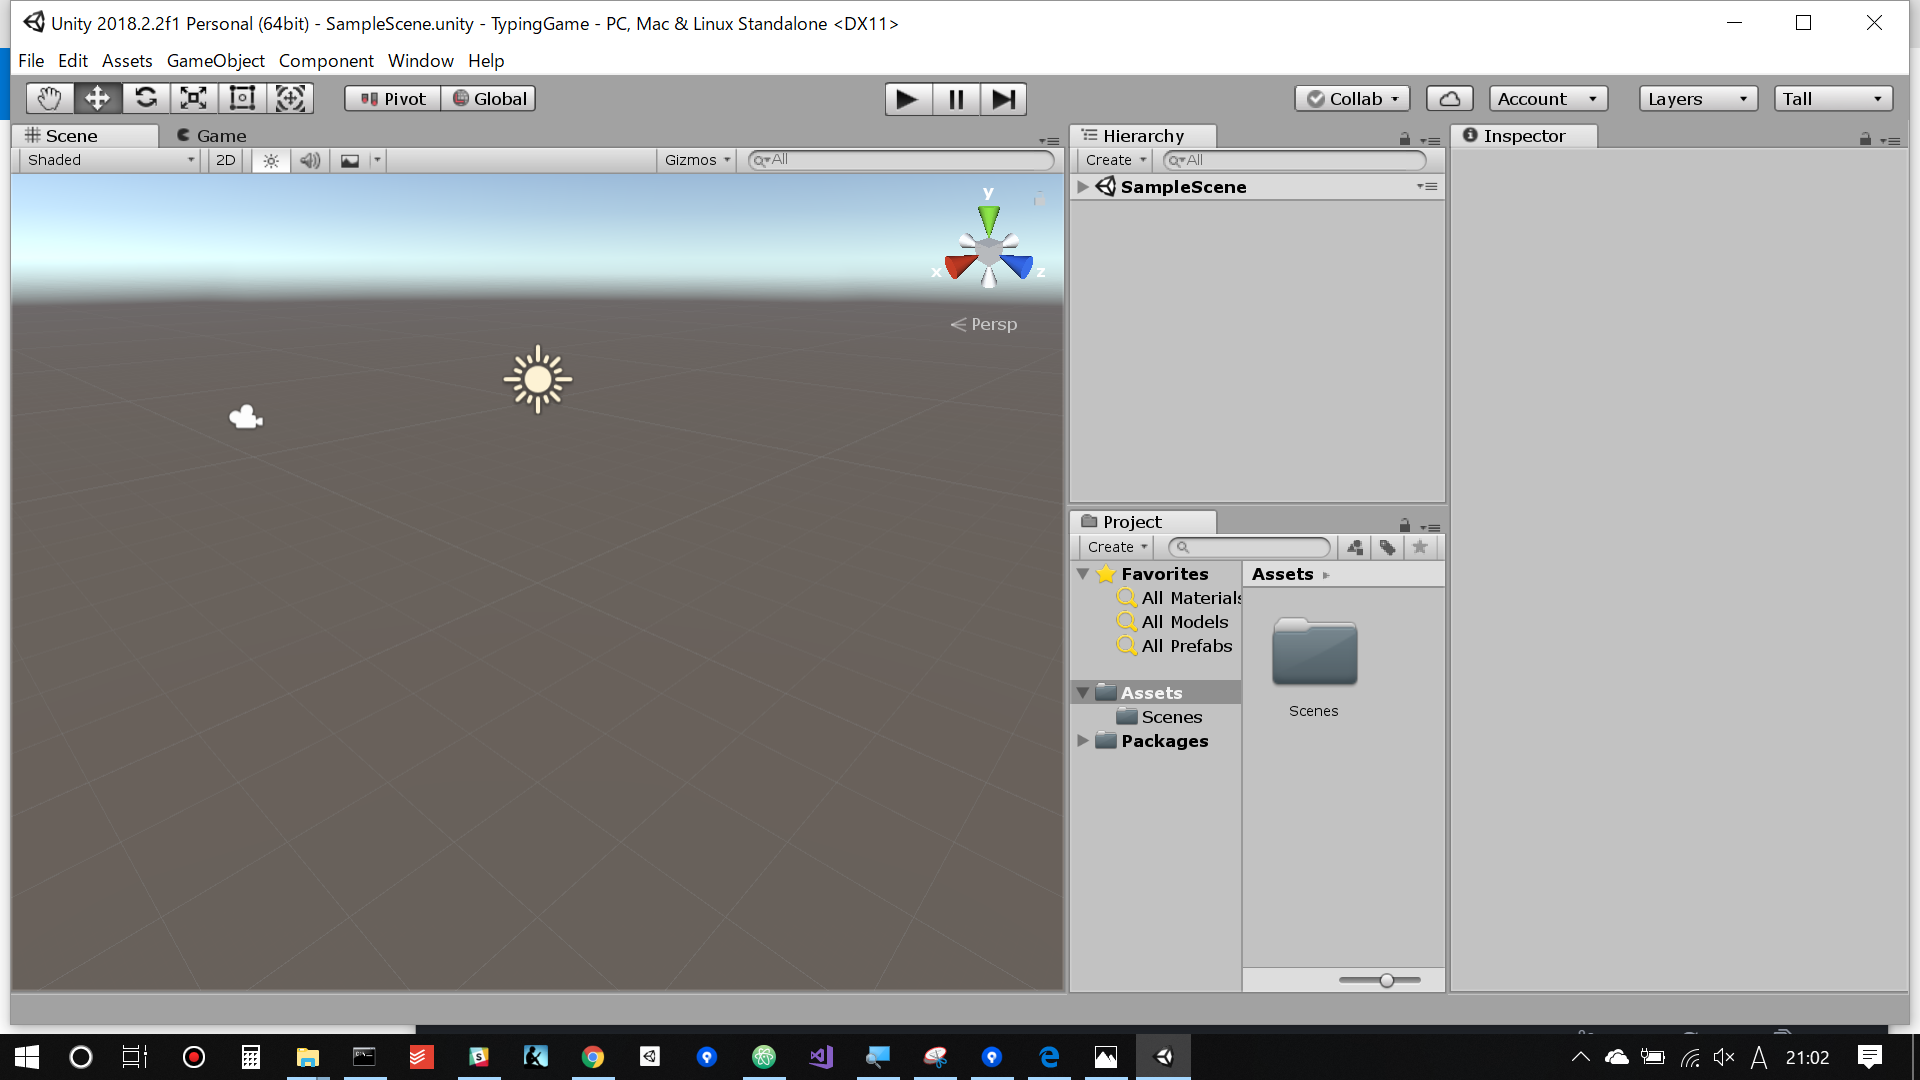 Unity 2018.2.2f1 Personal (64bit) - SampleScene.unity - TypingGame - PC, Mac & Linux Standalone <DX11>
File Edit Assets GameObject Component Window Help
Pivot Global Collab Account Layers Tall
Scene Game
Shaded 2D Gizmos All
y
x z
Persp
Hierarchy
Create All
SampleScene
Project
Create
Favorites
All Materials
All Models
All Prefabs
Assets
Scenes
Packages
Assets
Scenes
Inspector
A 21:02